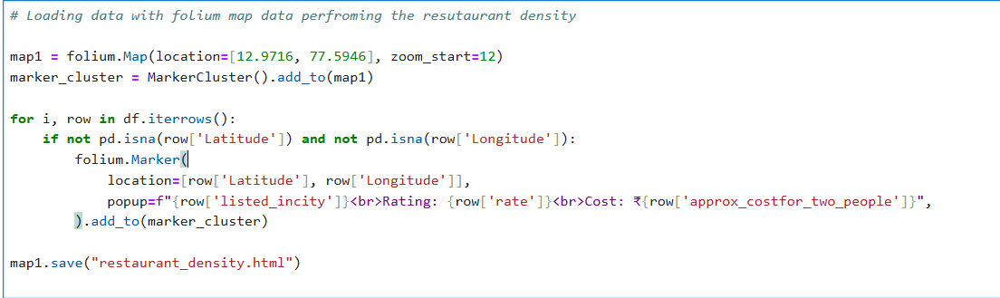 # Loading data with folium map data perfroming the resutaurant density
map1 = folium.Map(location=[12.9716, 77.5946], zoom_start=12)
marker_cluster = MarkerCluster().add_to(map1)
for i, row in df.iterrows():
    if not pd.isna(row['Latitude']) and not pd.isna(row['Longitude']):
        folium.Marker(
            location=[row['Latitude'], row['Longitude']],
            popup=f"{row['listed_incity']}<br>Rating: {row['rate']}<br>Cost: ₹{row['approx_costfor_two_people']}",
        ).add_to(marker_cluster)
map1.save("restaurant_density.html")